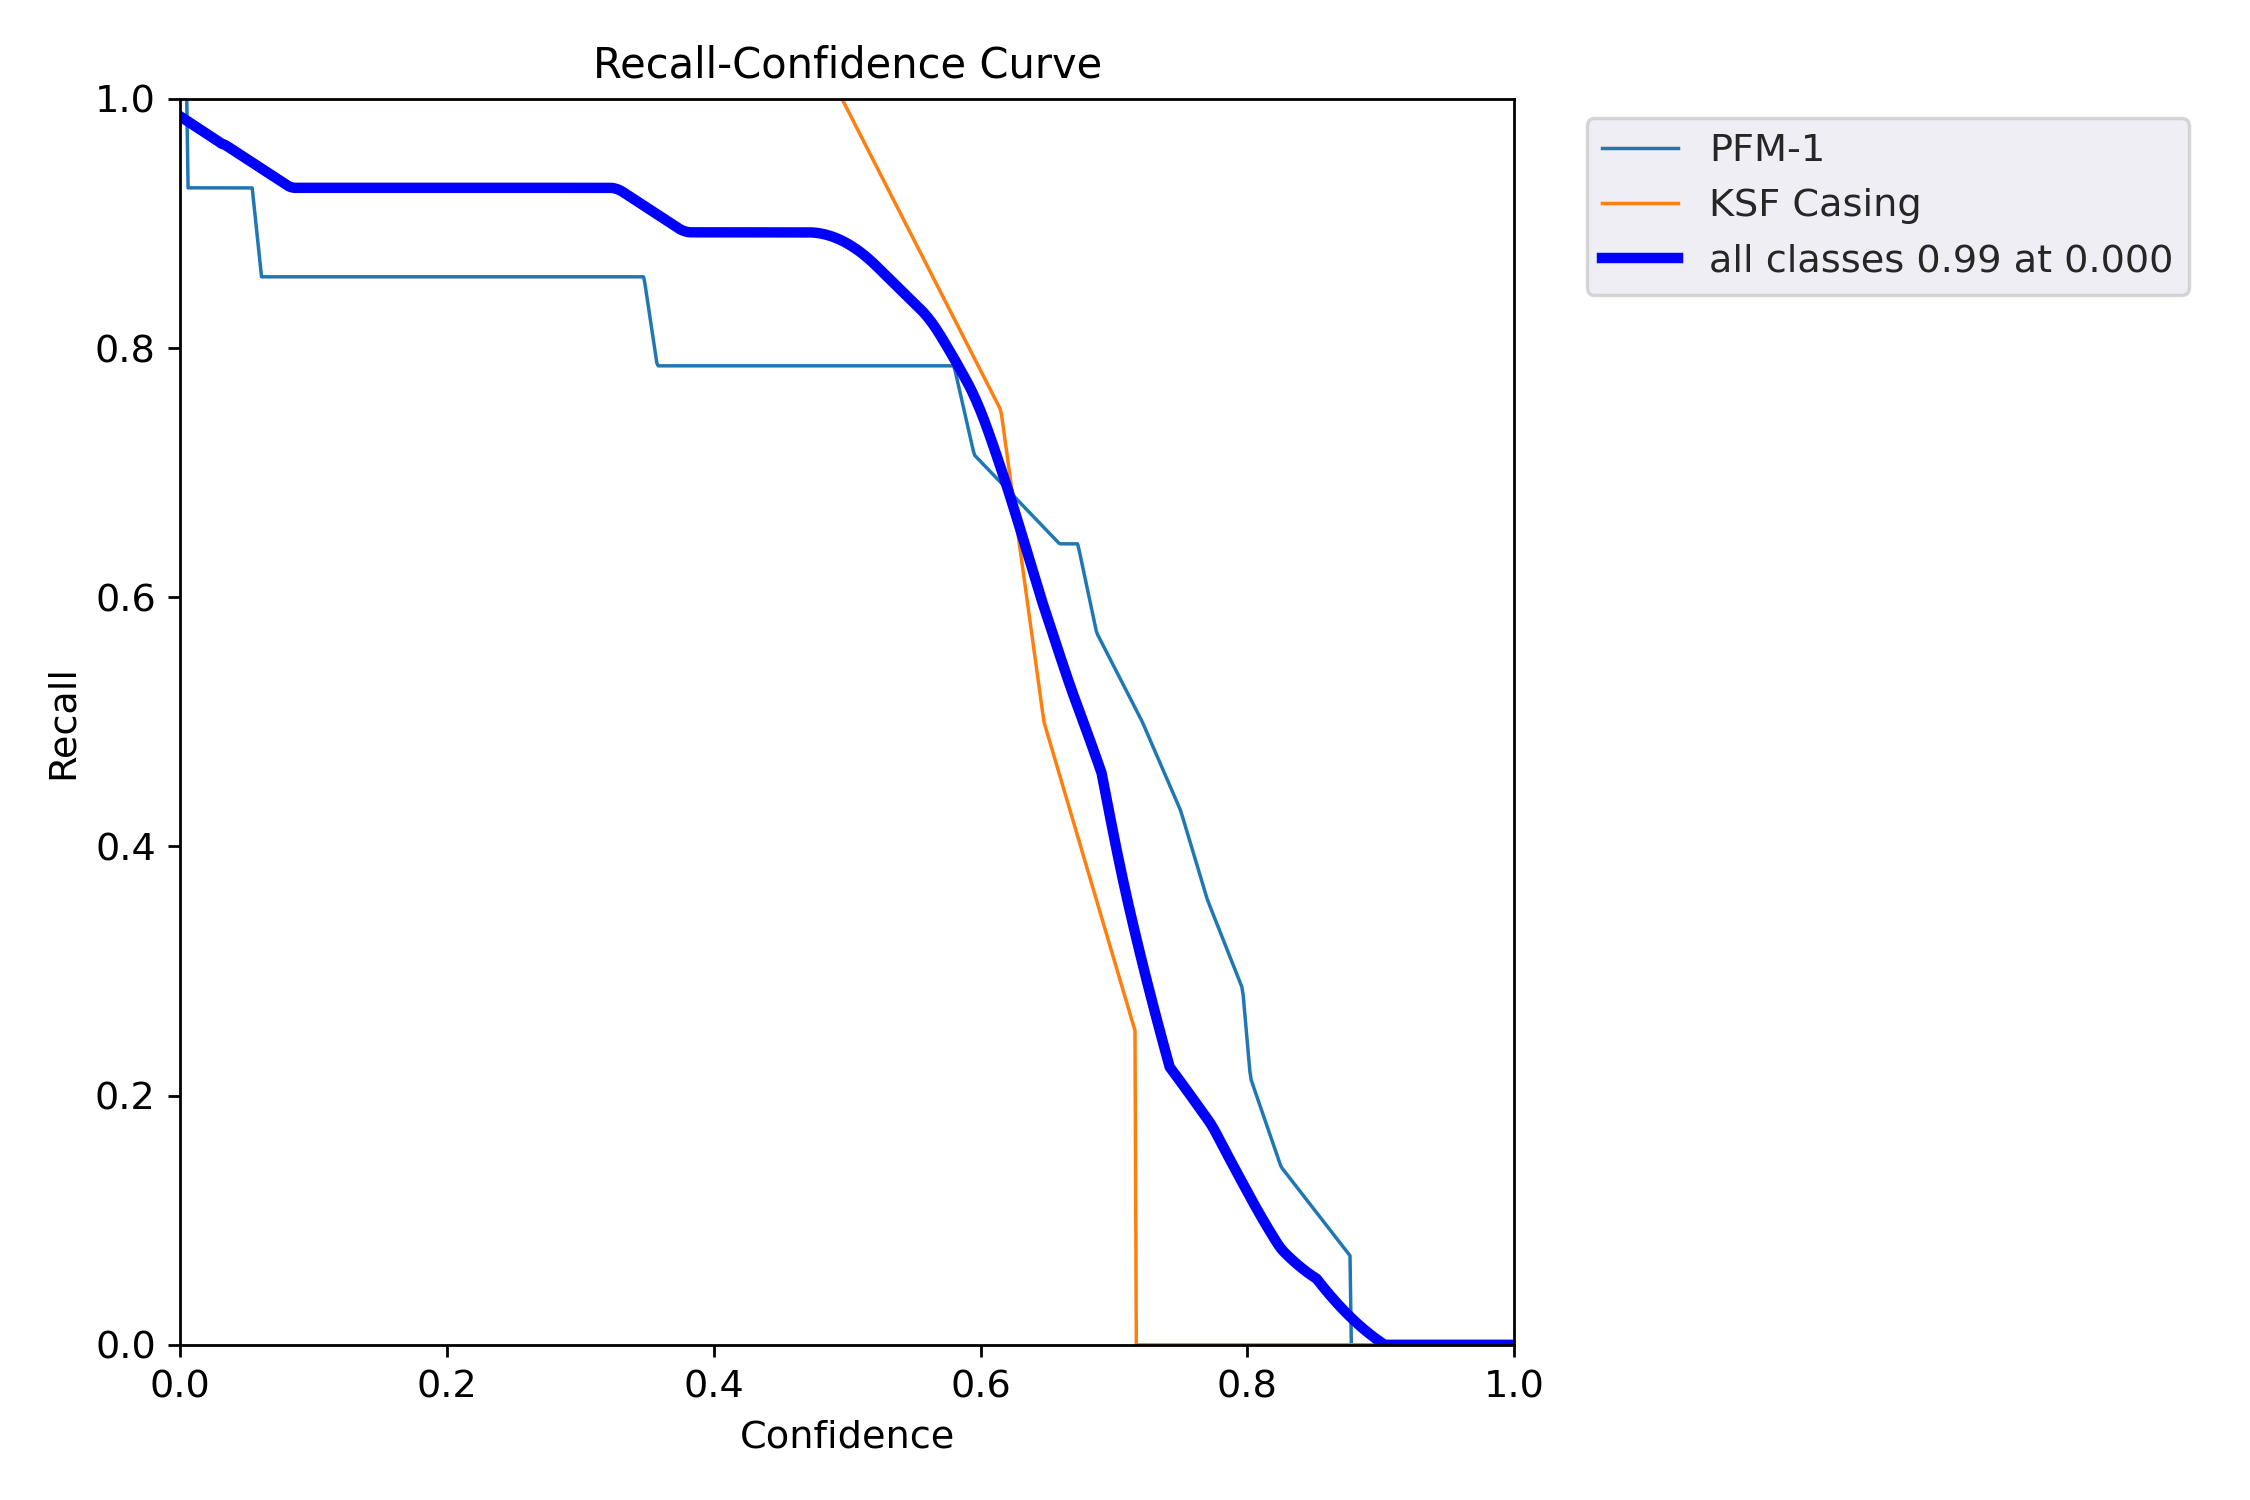 Recall-Confidence Curve
PFM-1
KSF Casing
all classes 0.99 at 0.000
1.0
0.8
0.6
0.4
0.2
0.0
Recall
0.0 0.2 0.4 0.6 0.8 1.0
Confidence